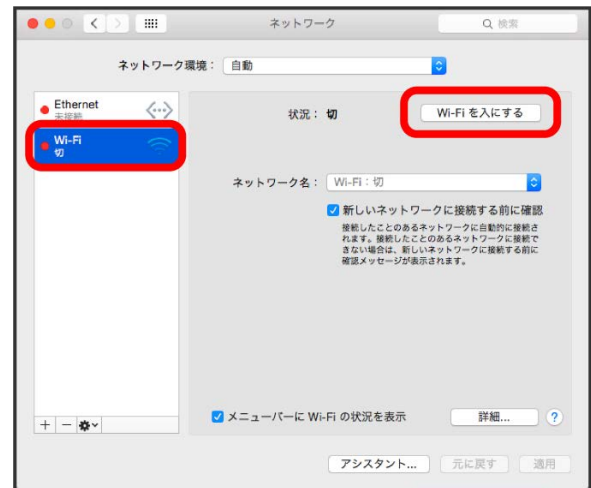 ネットワーク
検索
ネットワーク環境： 自動
Ethernet
未接続
Wi-Fi
切
状況： 切
Wi-Fi を入にする
ネットワーク名： Wi-Fi：切
新しいネットワークに接続する前に確認
接続したことのあるネットワークに自動的に接続さ
れます。接続したことのあるネットワークに接続で
きない場合は、新しいネットワークに接続する前に
確認メッセージが表示されます。
メニューバーに Wi-Fi の状況を表示
詳細...
?
アシスタント...
元に戻す
適用